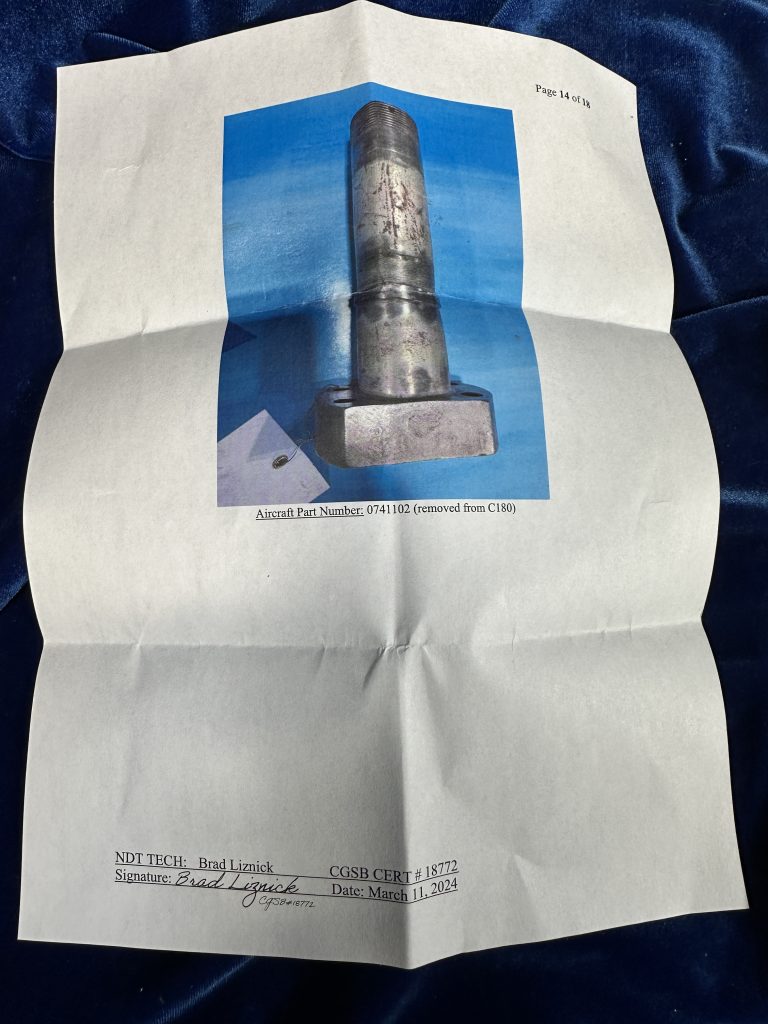 Page 14 of 18
Aircraft Part Number: 0741102 (removed from C180)
NDT TECH: Brad Liznick CGSB CERT # 18772
Signature: Brad Liznick Date: March 11, 2024
CGSB#18772